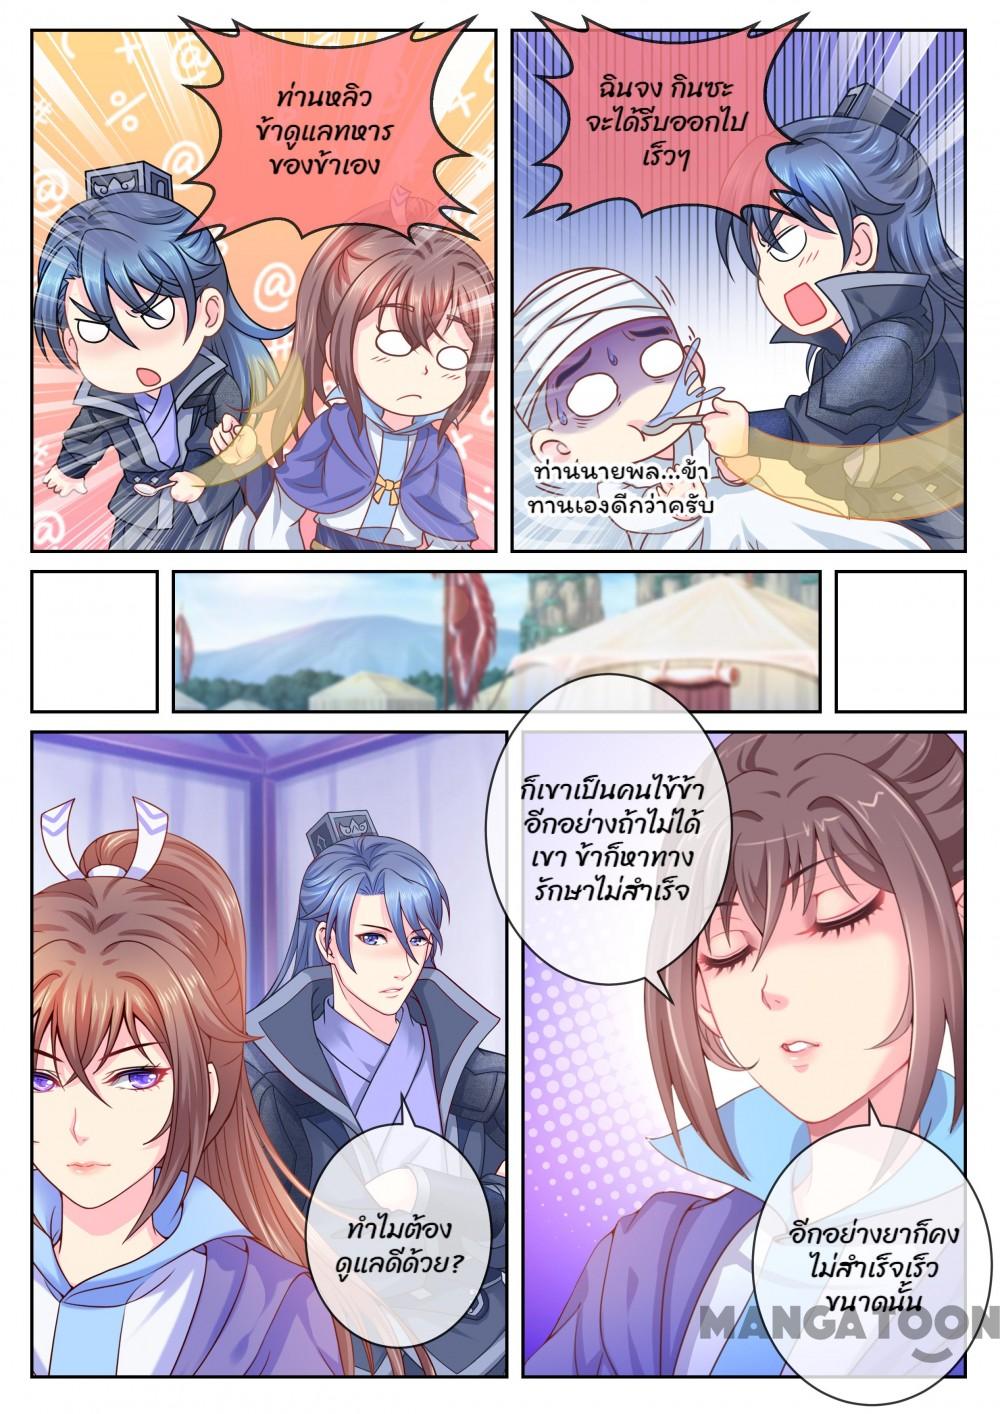 ท่านหลิว
ข้าดูแลทหาร
ของข้าเอง
ฉินจง กินซะ
จะได้รีบออกไป
เร็วๆ
ท่านนายพล...ข้า
ทานเองดีกว่าครับ
ก็เขาเป็นคนไข้ข้า
อีกอย่างถ้าไม่ได้
เขา ข้าก็หาทาง
รักษาไม่สำเร็จ
ทำไมต้อง
ดูแลดีด้วย?
อีกอย่างยาก็คง
ไม่สำเร็จเร็ว
ขนาดนั้น
MANGATOON